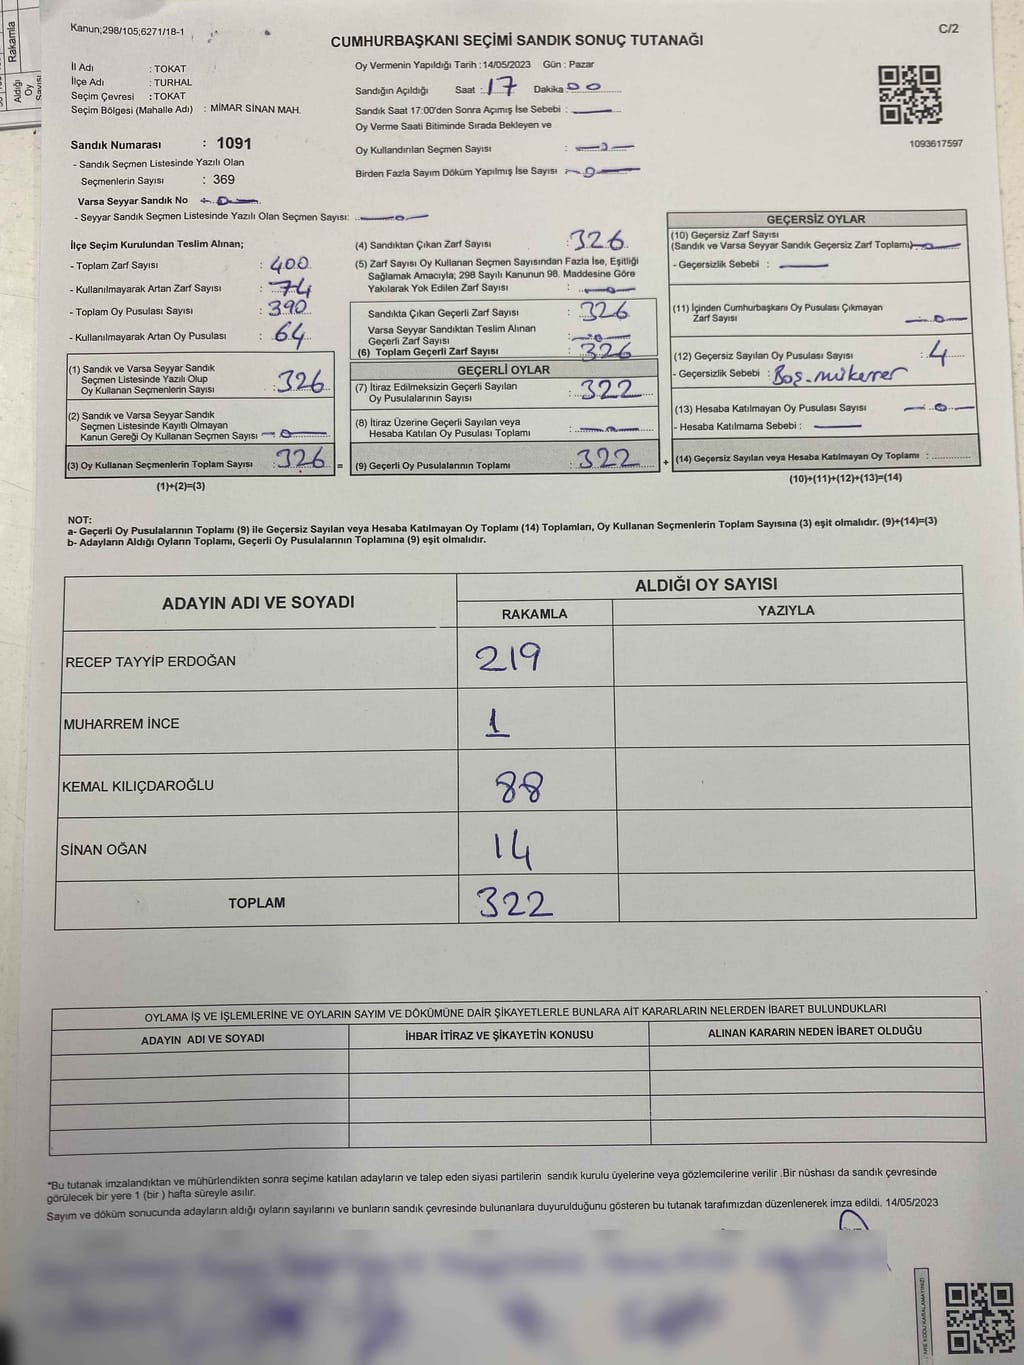 Rakamla
Aldığı
Oy
Sayısı
Kanun;298/105;6271/18-1
C/2
CUMHURBAŞKANI SEÇİMİ SANDIK SONUÇ TUTANAĞI
İl Adı : TOKAT
İlçe Adı : TURHAL
Seçim Çevresi : TOKAT
Seçim Bölgesi (Mahalle Adı) : MİMAR SİNAN MAH.
Sandık Numarası : 1091
- Sandık Seçmen Listesinde Yazılı Olan
Seçmenlerin Sayısı : 369
Varsa Seyyar Sandık No 0
- Seyyar Sandık Seçmen Listesinde Yazılı Olan Seçmen Sayısı: 0
Oy Vermenin Yapıldığı Tarih :14/05/2023 Gün : Pazar
Sandığın Açıldığı Saat : 17 Dakika 00
Sandık Saat 17:00'den Sonra Açımış İse Sebebi :
Oy Verme Saati Bitiminde Sırada Bekleyen ve
Oy Kullandırılan Seçmen Sayısı : 0
Birden Fazla Sayım Döküm Yapılmış İse Sayısı 0
1093617597
İlçe Seçim Kurulundan Teslim Alınan;
- Toplam Zarf Sayısı : 400
- Kullanılmayarak Artan Zarf Sayısı : 74
- Toplam Oy Pusulası Sayısı : 390
- Kullanılmayarak Artan Oy Pusulası : 64
(1) Sandık ve Varsa Seyyar Sandık
Seçmen Listesinde Yazılı Olup
Oy Kullanan Seçmenlerin Sayısı : 326
(2) Sandık ve Varsa Seyyar Sandık
Seçmen Listesinde Kayıtlı Olmayan
Kanun Gereği Oy Kullanan Seçmen Sayısı 0
(3) Oy Kullanan Seçmenlerin Toplam Sayısı : 326
(1)+(2)=(3)
=
(4) Sandıktan Çıkan Zarf Sayısı : 326
(5) Zarf Sayısı Oy Kullanan Seçmen Sayısından Fazla İse, Eşitliği
Sağlamak Amacıyla; 298 Sayılı Kanunun 98. Maddesine Göre
Yakılarak Yok Edilen Zarf Sayısı : 0
Sandıkta Çıkan Geçerli Zarf Sayısı : 326
Varsa Seyyar Sandıktan Teslim Alınan
Geçerli Zarf Sayısı : 0
(6) Toplam Geçerli Zarf Sayısı : 326
GEÇERLİ OYLAR
(7) İtiraz Edilmeksizin Geçerli Sayılan
Oy Pusulalarının Sayısı : 322
(8) İtiraz Üzerine Geçerli Sayılan veya
Hesaba Katılan Oy Pusulası Toplamı : 0
(9) Geçerli Oy Pusulalarının Toplamı : 322
+
GEÇERSİZ OYLAR
(10) Geçersiz Zarf Sayısı
(Sandık ve Varsa Seyyar Sandık Geçersiz Zarf Toplamı) 0
- Geçersizlik Sebebi :
(11) İçinden Cumhurbaşkanı Oy Pusulası Çıkmayan
Zarf Sayısı 0
(12) Geçersiz Sayılan Oy Pusulası Sayısı : 4
- Geçersizlik Sebebi : Boş-mükerrer
(13) Hesaba Katılmayan Oy Pusulası Sayısı 0
- Hesaba Katılmama Sebebi :
(14) Geçersiz Sayılan veya Hesaba Katılmayan Oy Toplamı :
(10)+(11)+(12)+(13)=(14)
NOT:
a- Geçerli Oy Pusulalarının Toplamı (9) ile Geçersiz Sayılan veya Hesaba Katılmayan Oy Toplamı (14) Toplamları, Oy Kullanan Seçmenlerin Toplam Sayısına (3) eşit olmalıdır. (9)+(14)=(3)
b- Adayların Aldığı Oyların Toplamı, Geçerli Oy Pusulalarının Toplamına (9) eşit olmalıdır.
ADAYIN ADI VE SOYADI ALDIĞI OY SAYISI
RAKAMLA YAZIYLA
RECEP TAYYİP ERDOĞAN 219
MUHARREM İNCE 1
KEMAL KILIÇDAROĞLU 88
SİNAN OĞAN 14
TOPLAM 322
OYLAMA İŞ VE İŞLEMLERİNE VE OYLARIN SAYIM VE DÖKÜMÜNE DAİR ŞİKAYETLERLE BUNLARA AİT KARARLARIN NELERDEN İBARET BULUNDUKLARI
ADAYIN ADI VE SOYADI İHBAR İTİRAZ VE ŞİKAYETİN KONUSU ALINAN KARARIN NEDEN İBARET OLDUĞU
*Bu tutanak imzalandıktan ve mühürlendikten sonra seçime katılan adayların ve talep eden siyasi partilerin sandık kurulu üyelerine veya gözlemcilerine verilir .Bir nüshası da sandık çevresinde
görülecek bir yere 1 (bir ) hafta süreyle asılır.
Sayım ve döküm sonucunda adayların aldığı oyların sayılarını ve bunların sandık çevresinde bulunanlara duyurulduğunu gösteren bu tutanak tarafımızdan düzenlenerek imza edildi. 14/05/2023